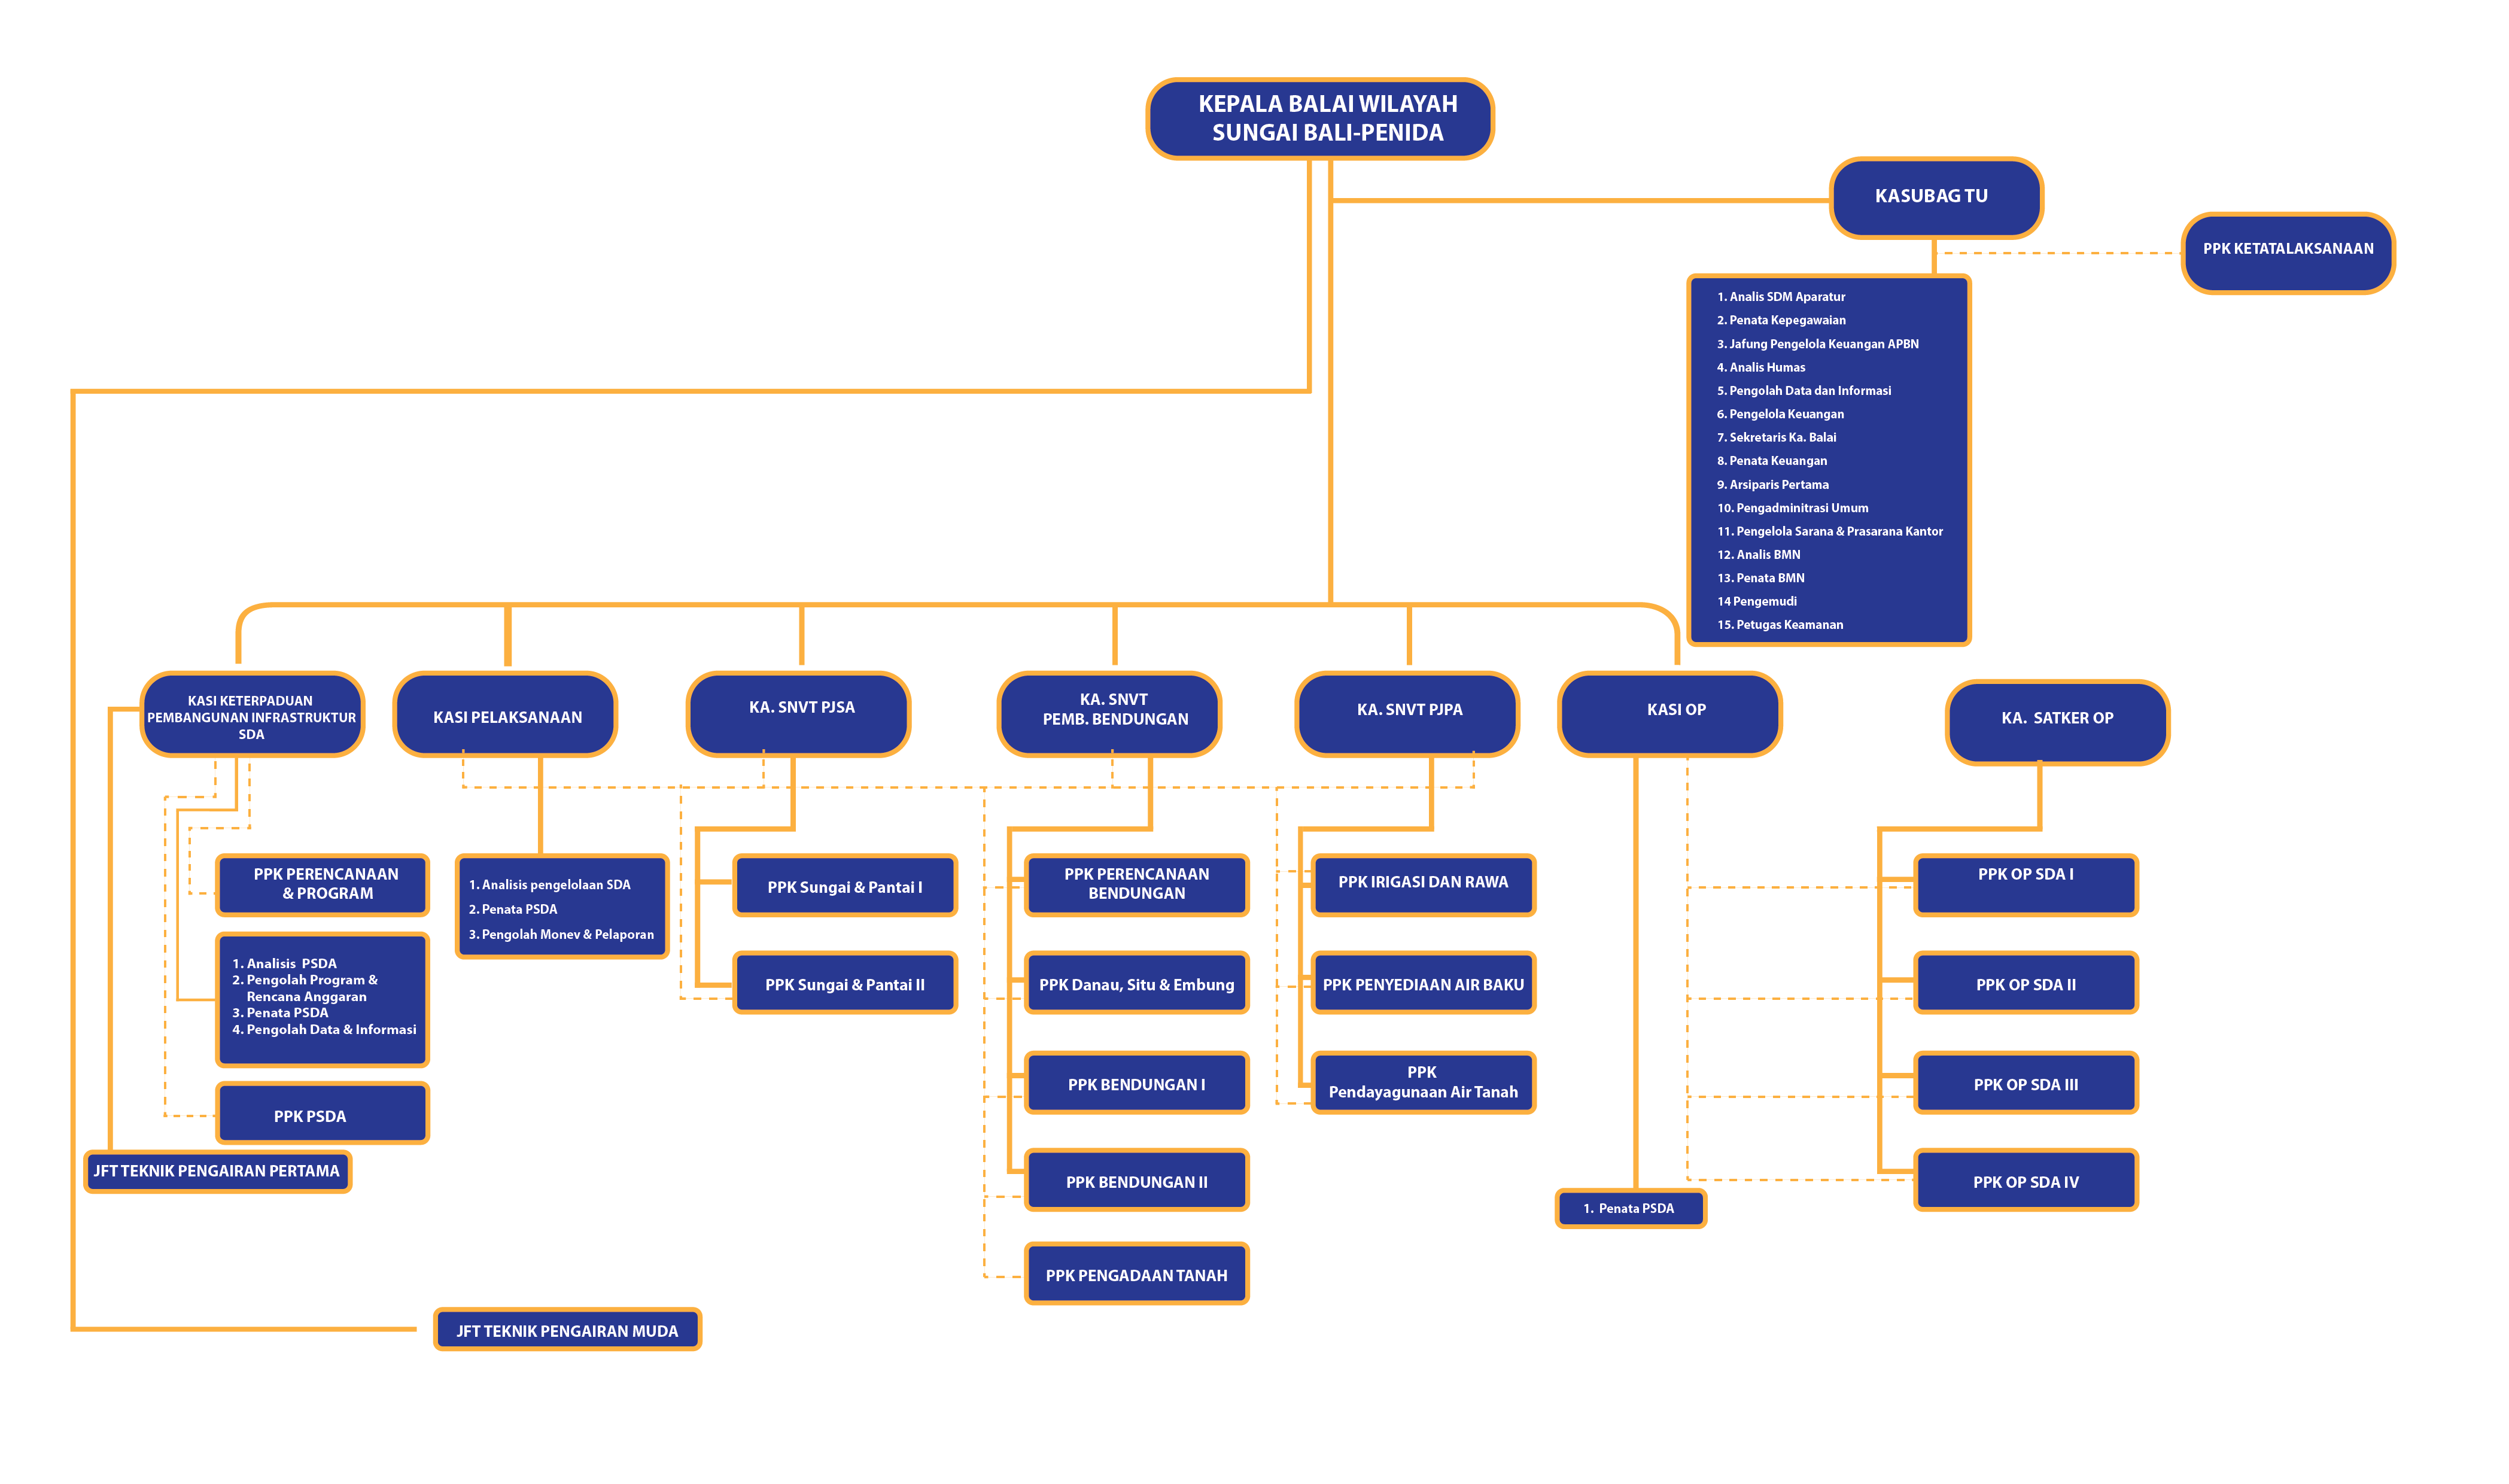 KEPALA BALAI WILAYAH
SUNGAI BALI-PENIDA
KASUBAG TU
PPK KETATALAKSANAAN
1. Analis SDM Aparatur
2. Penata Kepegawaian
3. Jafung Pengelola Keuangan APBN
4. Analis Humas
5. Pengolah Data dan Informasi
6. Pengelola Keuangan
7. Sekretaris Ka. Balai
8. Penata Keuangan
9. Arsiparis Pertama
10. Pengadminitrasi Umum
11. Pengelola Sarana & Prasarana Kantor
12. Analis BMN
13. Penata BMN
14 Pengemudi
15. Petugas Keamanan
KASI KETERPADUAN
PEMBANGUNAN INFRASTRUKTUR
SDA
KASI PELAKSANAAN
KA. SNVT PJSA
KA. SNVT
PEMB. BENDUNGAN
KA. SNVT PJPA
KASI OP
KA. SATKER OP
PPK PERENCANAAN
& PROGRAM
1. Analisis PSDA
2. Pengolah Program &
Rencana Anggaran
3. Penata PSDA
4. Pengolah Data & Informasi
PPK PSDA
JFT TEKNIK PENGAIRAN PERTAMA
1. Analisis pengelolaan SDA
2. Penata PSDA
3. Pengolah Monev & Pelaporan
PPK Sungai & Pantai I
PPK Sungai & Pantai II
PPK PERENCANAAN
BENDUNGAN
PPK Danau, Situ & Embung
PPK BENDUNGAN I
PPK BENDUNGAN II
PPK PENGADAAN TANAH
PPK IRIGASI DAN RAWA
PPK PENYEDIAAN AIR BAKU
PPK
Pendayagunaan Air Tanah
1. Penata PSDA
PPK OP SDA I
PPK OP SDA II
PPK OP SDA III
PPK OP SDA IV
JFT TEKNIK PENGAIRAN MUDA